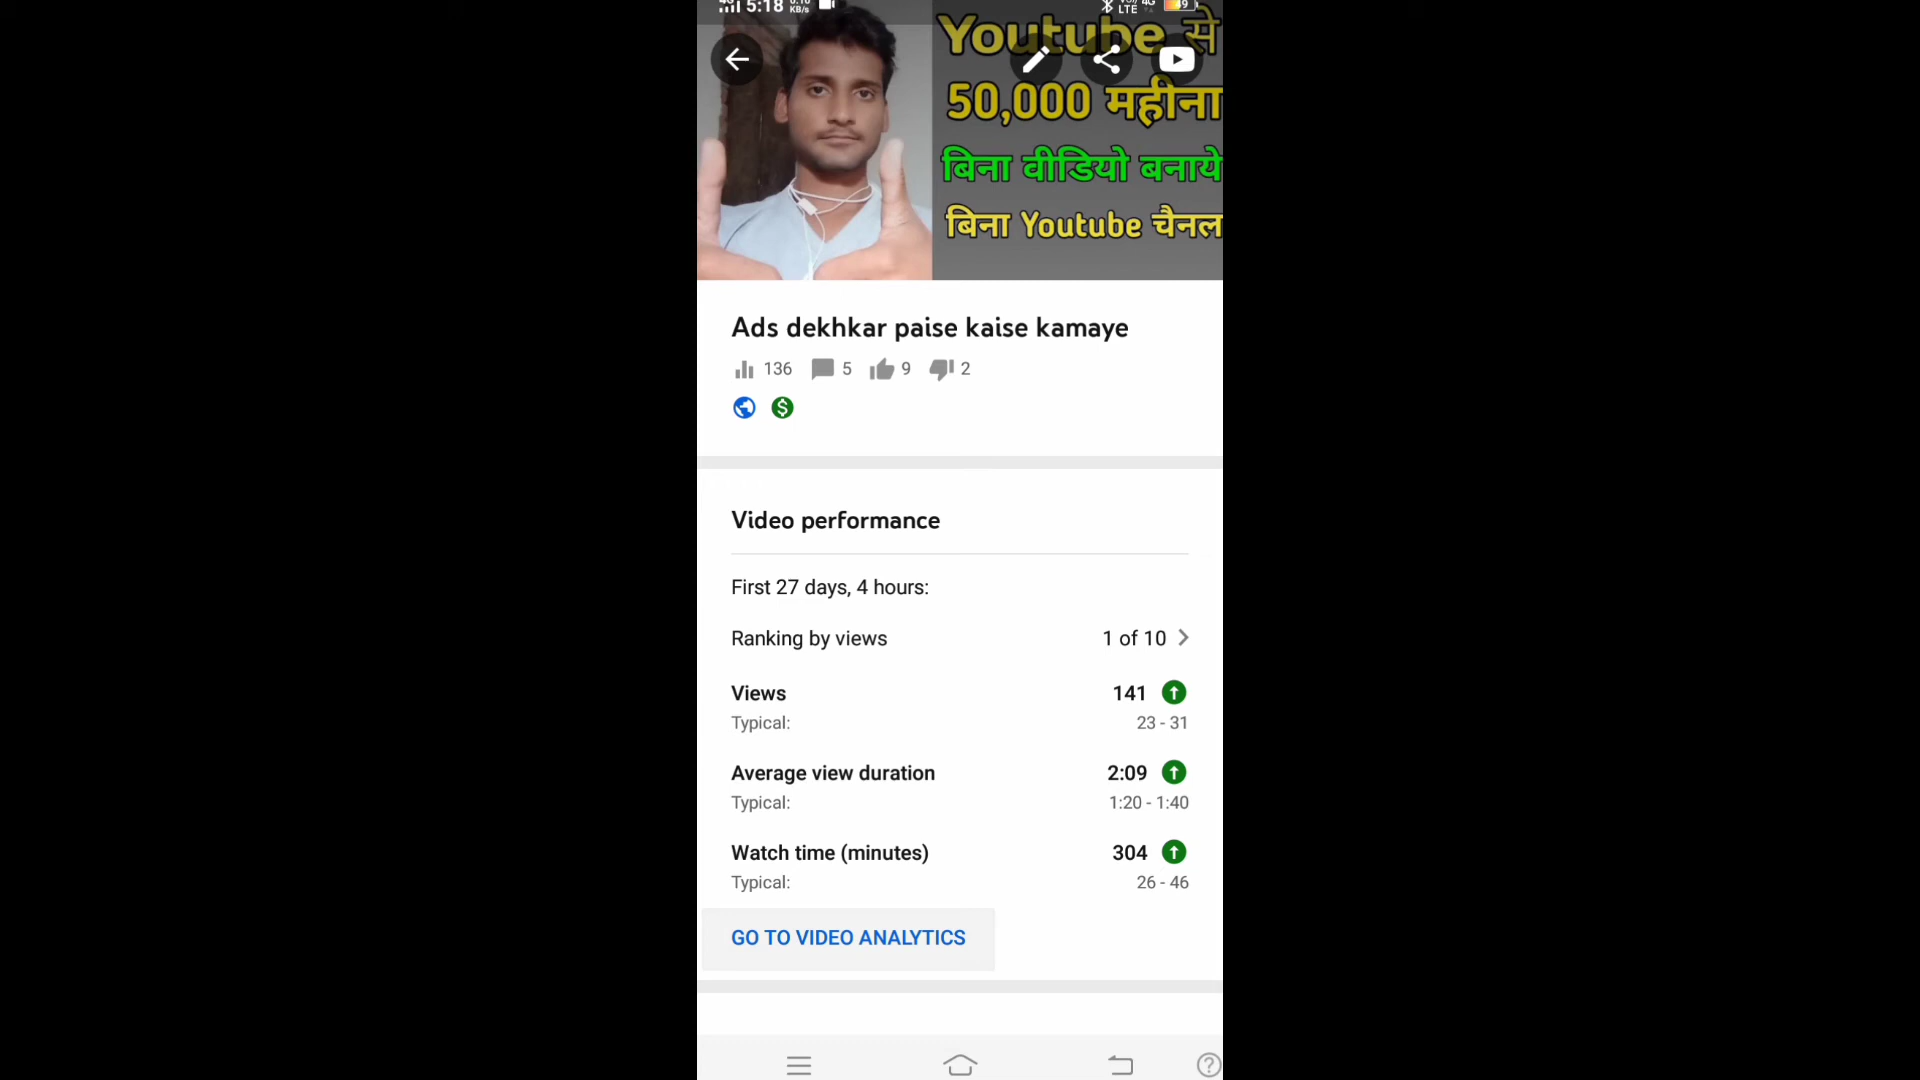 5:18
LTE 4G
49
Youtube से
50,000 महीना
बिना वीडियो बनाये
बिना Youtube चैनल
Ads dekhkar paise kaise kamaye
136 5 9 2
Video performance
First 27 days, 4 hours:
Ranking by views 1 of 10
Views 141
Typical: 23 - 31
Average view duration 2:09
Typical: 1:20 - 1:40
Watch time (minutes) 304
Typical: 26 - 46
GO TO VIDEO ANALYTICS